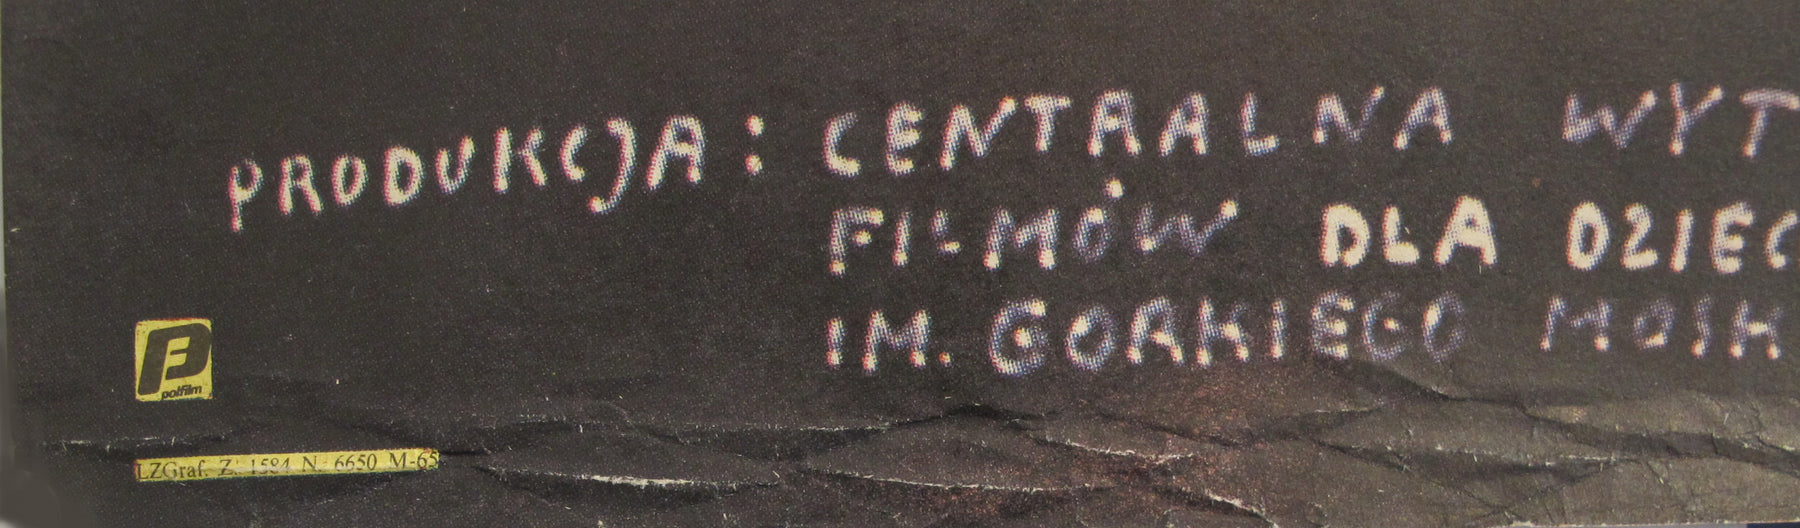 PRODUKCJA: CENTRALNA WYT
FILMÓW DLA DZIEC
IM. GORKIEGO MOSK
polfilm
LZGraf. Z. 1584 N. 6650 M-65